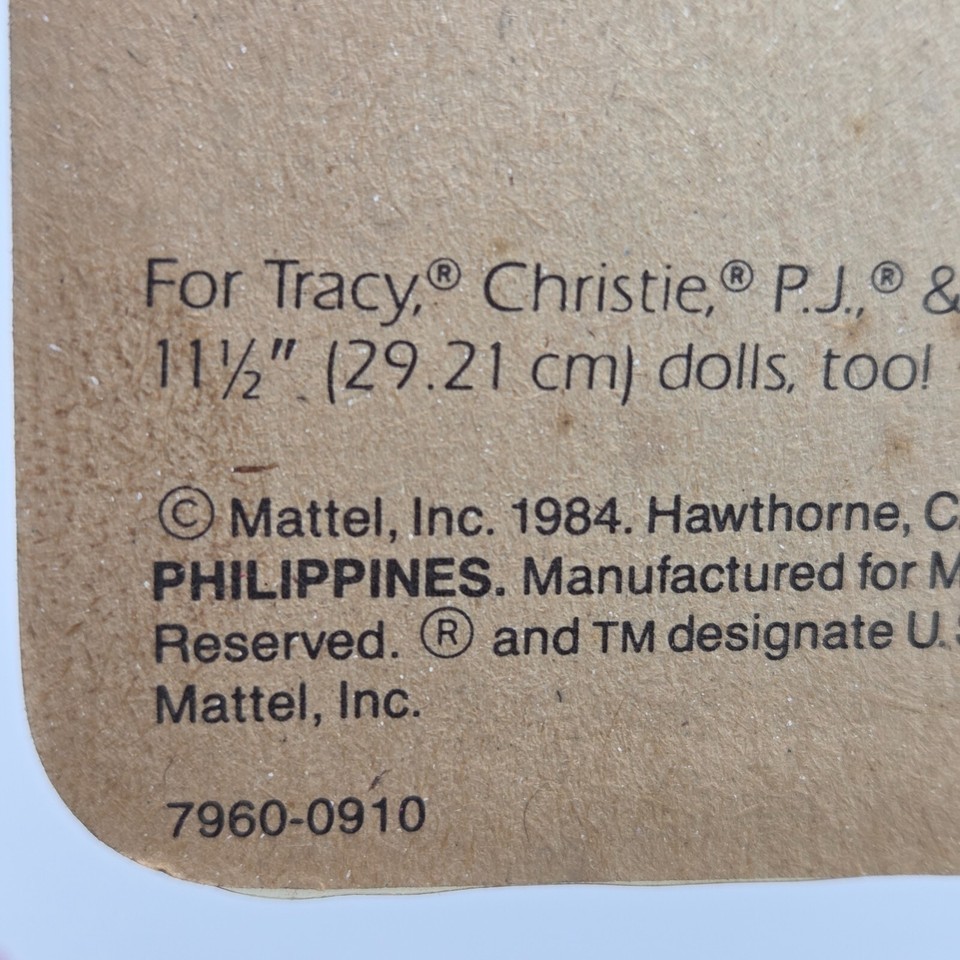 For Tracy,® Christie,® P.J.,® &
11½" (29.21 cm) dolls, too!
© Mattel, Inc. 1984. Hawthorne, C
PHILIPPINES. Manufactured for M
Reserved. ® and TM designate U.S
Mattel, Inc.
7960-0910